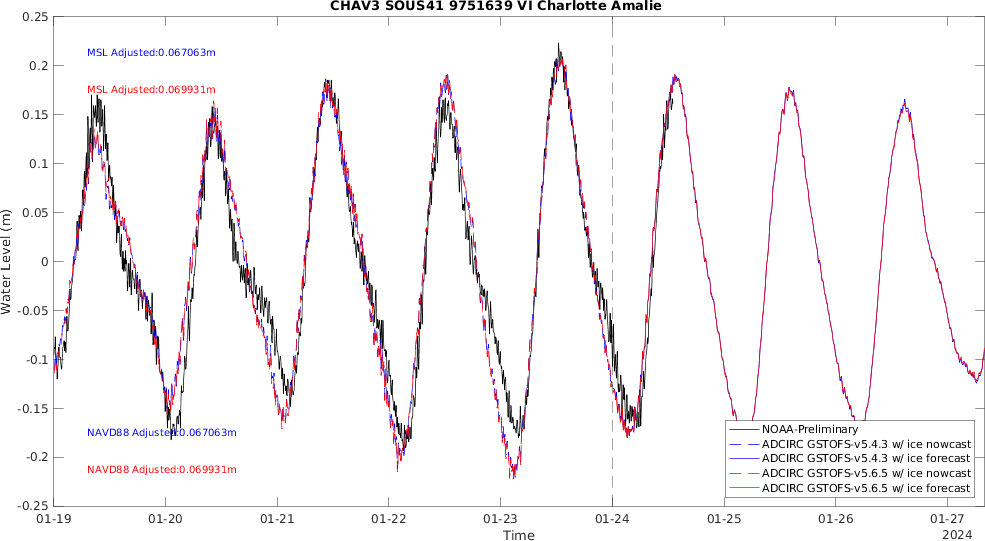 CHAV3 SOUS41 9751639 VI Charlotte Amalie
0.25
0.2
0.15
0.1
0.05
0
-0.05
-0.1
-0.15
-0.2
-0.25
Water Level (m)
MSL Adjusted:0.067063m
MSL Adjusted:0.069931m
NAVD88 Adjusted:0.067063m
NAVD88 Adjusted:0.069931m
NOAA-Preliminary
ADCIRC GSTOFS-v5.4.3 w/ ice nowcast
ADCIRC GSTOFS-v5.4.3 w/ ice forecast
ADCIRC GSTOFS-v5.6.5 w/ ice nowcast
ADCIRC GSTOFS-v5.6.5 w/ ice forecast
01-19 01-20 01-21 01-22 01-23 01-24 01-25 01-26 01-27
Time
2024